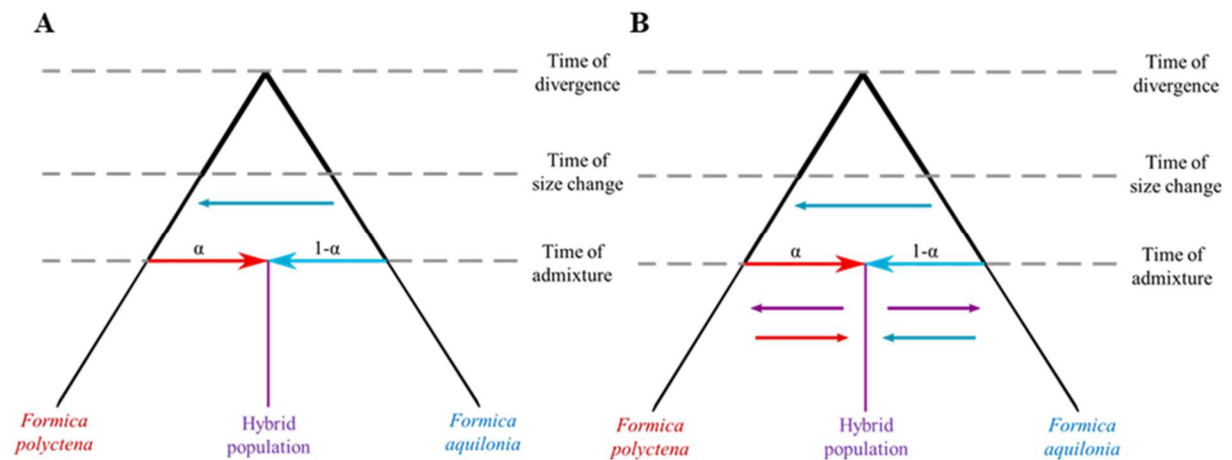 A
Time of
divergence
Time of
size change
α
1-α
Time of
admixture
Formica
polyctena
Hybrid
population
Formica
aquilonia
B
Time of
divergence
Time of
size change
α
1-α
Time of
admixture
Formica
polyctena
Hybrid
population
Formica
aquilonia